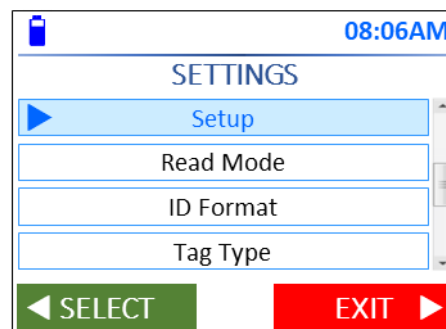 08:06AM
SETTINGS
Setup
Read Mode
ID Format
Tag Type
SELECT EXIT